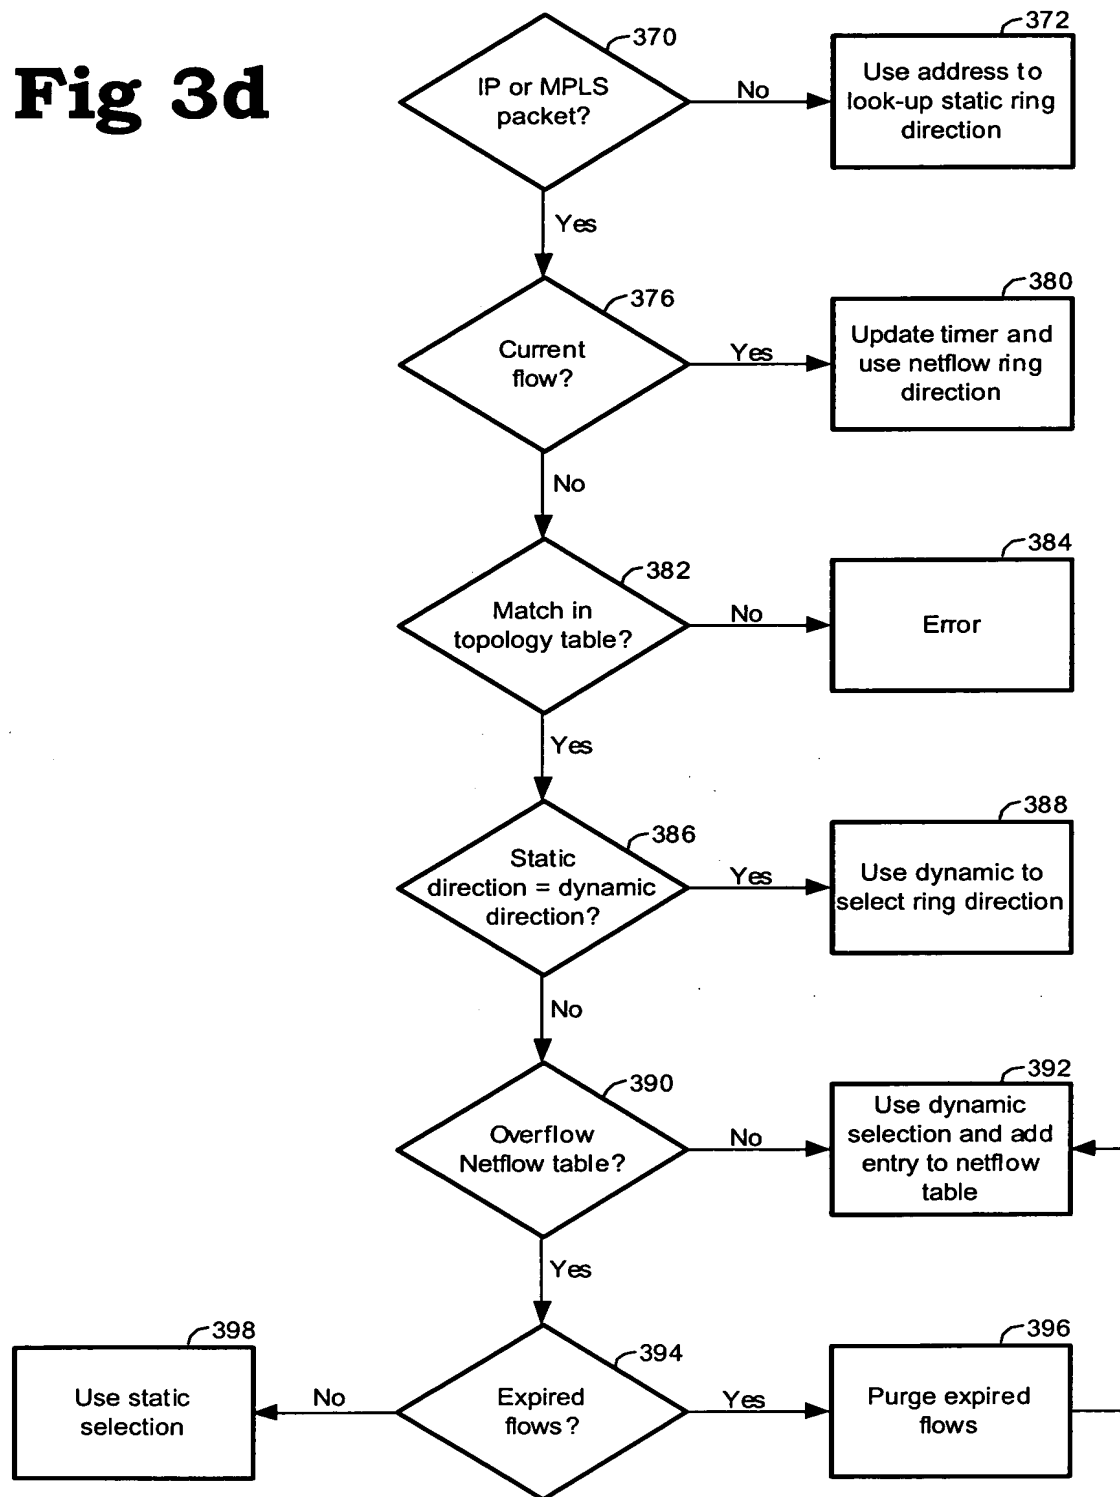 Fig 3d
370
IP or MPLS
packet?
No
372
Use address to
look-up static ring
direction
Yes
376
Current
flow?
Yes
380
Update timer and
use netflow ring
direction
No
382
Match in
topology table?
No
384
Error
Yes
386
Static
direction = dynamic
direction?
Yes
388
Use dynamic to
select ring direction
No
390
Overflow
Netflow table?
No
392
Use dynamic
selection and add
entry to netflow
table
Yes
394
Expired
flows?
Yes
396
Purge expired
flows
No
398
Use static
selection